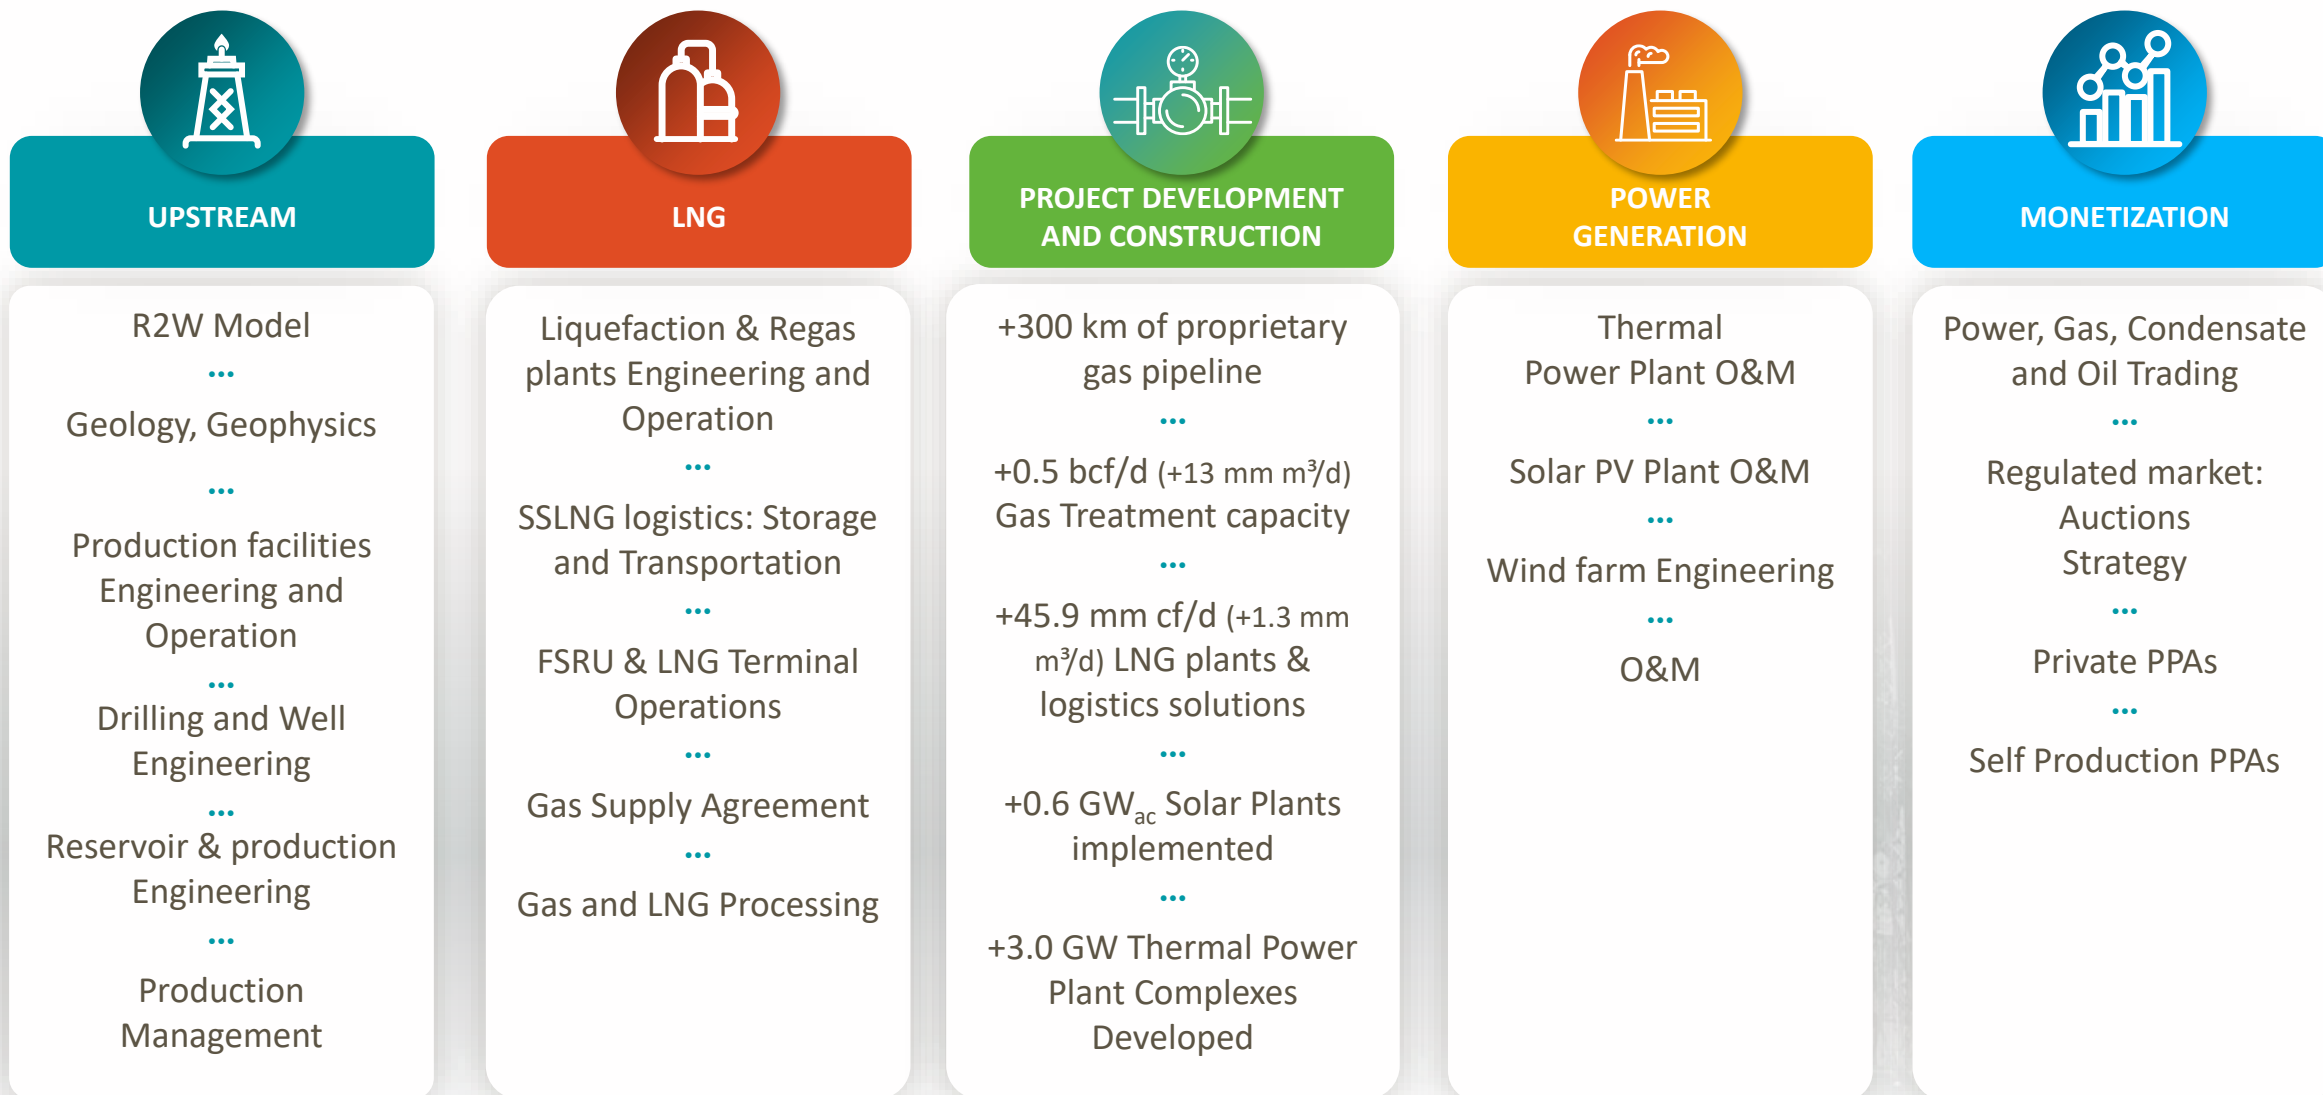 UPSTREAM
R2W Model
...
Geology, Geophysics
...
Production facilities
Engineering and
Operation
...
Drilling and Well
Engineering
...
Reservoir & production
Engineering
...
Production
Management
LNG
Liquefaction & Regas
plants Engineering and
Operation
...
SSLNG logistics: Storage
and Transportation
...
FSRU & LNG Terminal
Operations
...
Gas Supply Agreement
...
Gas and LNG Processing
PROJECT DEVELOPMENT
AND CONSTRUCTION
+300 km of proprietary
gas pipeline
...
+0.5 bcf/d (+13 mm m³/d)
Gas Treatment capacity
...
+45.9 mm cf/d (+1.3 mm
m³/d) LNG plants &
logistics solutions
...
+0.6 GWac Solar Plants
implemented
...
+3.0 GW Thermal Power
Plant Complexes
Developed
POWER
GENERATION
Thermal
Power Plant O&M
...
Solar PV Plant O&M
...
Wind farm Engineering
...
O&M
MONETIZATION
Power, Gas, Condensate
and Oil Trading
...
Regulated market:
Auctions
Strategy
...
Private PPAs
...
Self Production PPAs